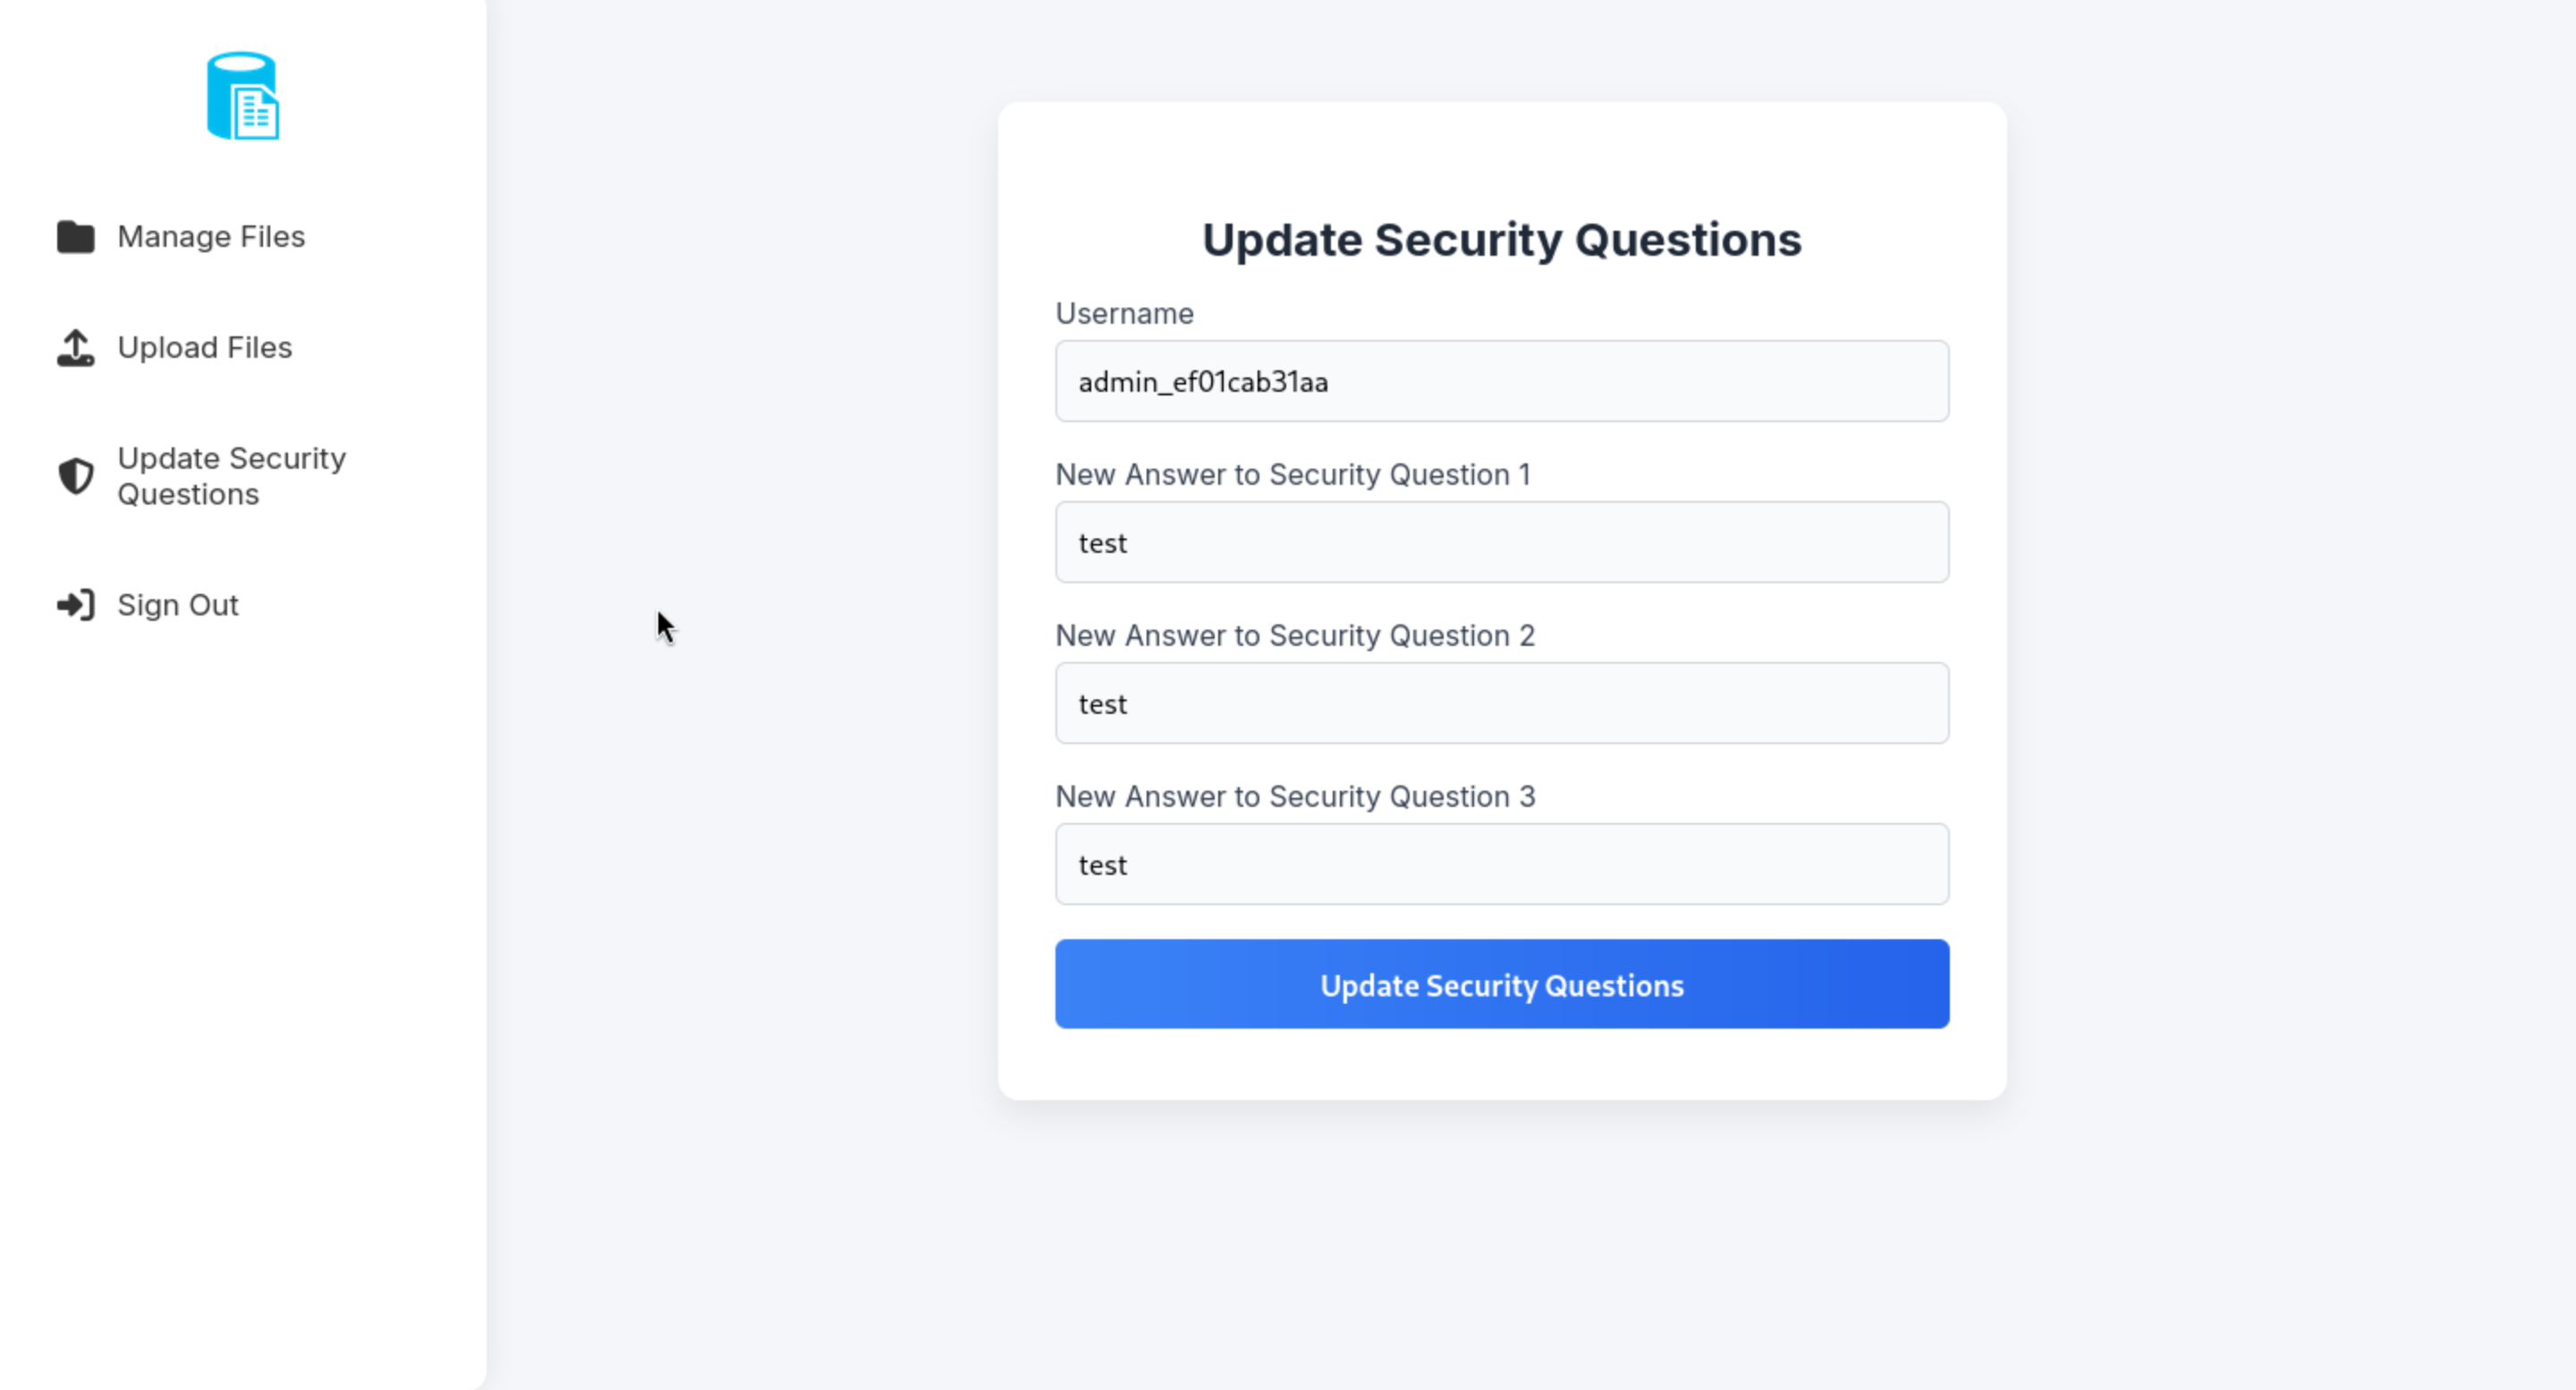 Manage Files
Upload Files
Update Security
Questions
Sign Out
Update Security Questions
Username
admin_ef01cab31aa
New Answer to Security Question 1
test
New Answer to Security Question 2
test
New Answer to Security Question 3
test
Update Security Questions